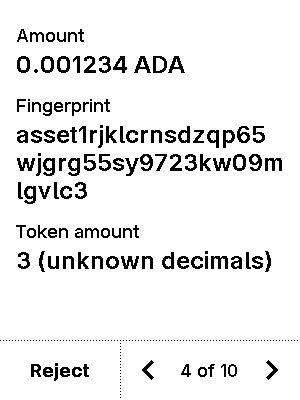 Amount
0.001234 ADA
Fingerprint
asset1rjklcrnsdzqp65
wjgrg55sy9723kw09m
lgvlc3
Token amount
3 (unknown decimals)
Reject
4 of 10